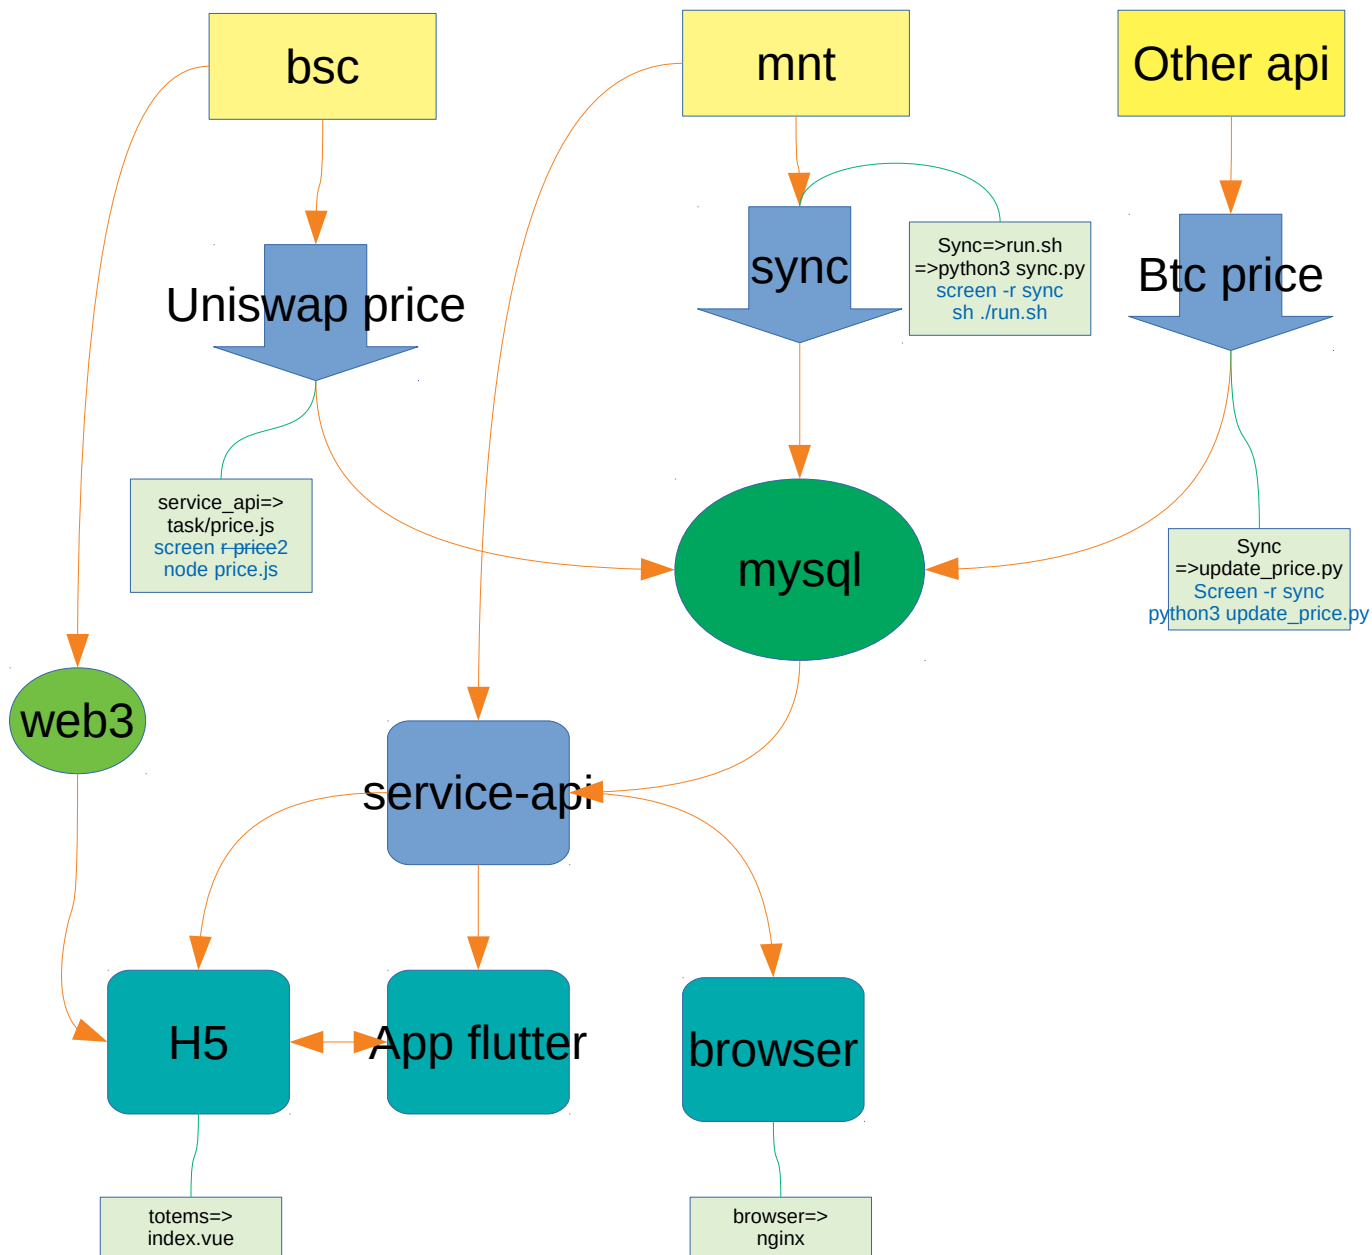 bsc
mnt
Other api
Uniswap price
sync
Btc price
Sync=>run.sh
=>python3 sync.py
screen -r sync
sh ./run.sh
service_api=>
task/price.js
screen r price2
node price.js
mysql
Sync
=>update_price.py
Screen -r sync
python3 update_price.py
web3
service-api
H5
App flutter
browser
totems=>
index.vue
browser=>
nginx